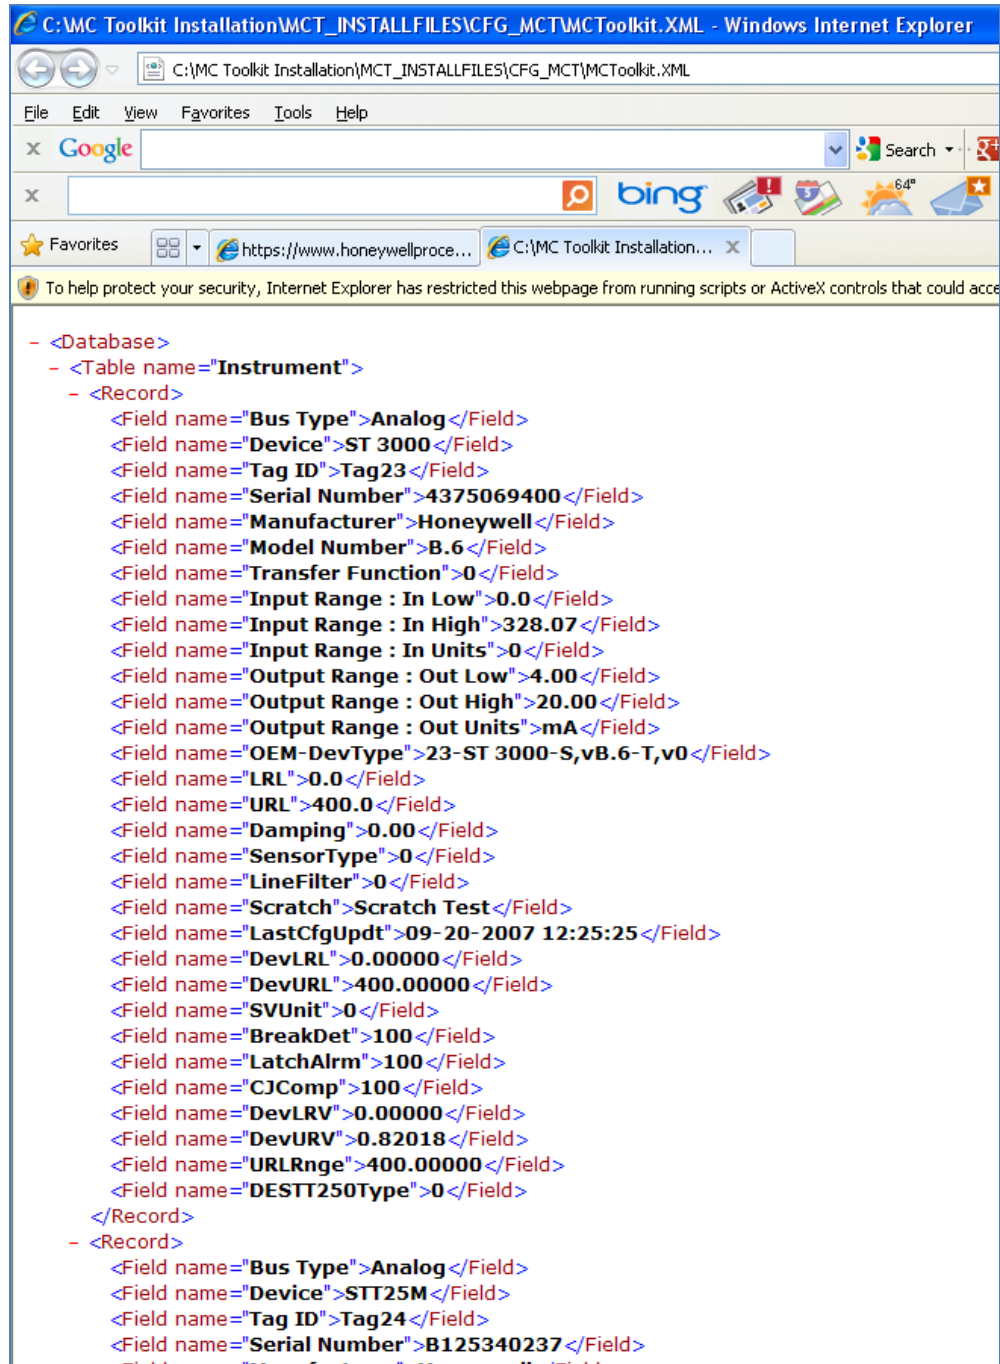 C:\MC Toolkit Installation\MCT_INSTALLFILES\CFG_MCT\MCToolkit.XML - Windows Internet Explorer
C:\MC Toolkit Installation\MCT_INSTALLFILES\CFG_MCT\MCToolkit.XML
File Edit View Favorites Tools Help
x Google Search
x bing 64°
Favorites https://www.honeywellproce... C:\MC Toolkit Installation... X
To help protect your security, Internet Explorer has restricted this webpage from running scripts or ActiveX controls that could acce
- <Database>
- <Table name="Instrument">
- <Record>
<Field name="Bus Type">Analog</Field>
<Field name="Device">ST 3000</Field>
<Field name="Tag ID">Tag23</Field>
<Field name="Serial Number">4375069400</Field>
<Field name="Manufacturer">Honeywell</Field>
<Field name="Model Number">B.6</Field>
<Field name="Transfer Function">0</Field>
<Field name="Input Range : In Low">0.0</Field>
<Field name="Input Range : In High">328.07</Field>
<Field name="Input Range : In Units">0</Field>
<Field name="Output Range : Out Low">4.00</Field>
<Field name="Output Range : Out High">20.00</Field>
<Field name="Output Range : Out Units">mA</Field>
<Field name="OEM-DevType">23-ST 3000-S,vB.6-T,v0</Field>
<Field name="LRL">0.0</Field>
<Field name="URL">400.0</Field>
<Field name="Damping">0.00</Field>
<Field name="SensorType">0</Field>
<Field name="LineFilter">0</Field>
<Field name="Scratch">Scratch Test</Field>
<Field name="LastCfgUpdt">09-20-2007 12:25:25</Field>
<Field name="DevLRL">0.00000</Field>
<Field name="DevURL">400.00000</Field>
<Field name="SVUnit">0</Field>
<Field name="BreakDet">100</Field>
<Field name="LatchAlrm">100</Field>
<Field name="CJComp">100</Field>
<Field name="DevLRV">0.00000</Field>
<Field name="DevURV">0.82018</Field>
<Field name="URLRnge">400.00000</Field>
<Field name="DESTT250Type">0</Field>
</Record>
- <Record>
<Field name="Bus Type">Analog</Field>
<Field name="Device">STT25M</Field>
<Field name="Tag ID">Tag24</Field>
<Field name="Serial Number">B125340237</Field>